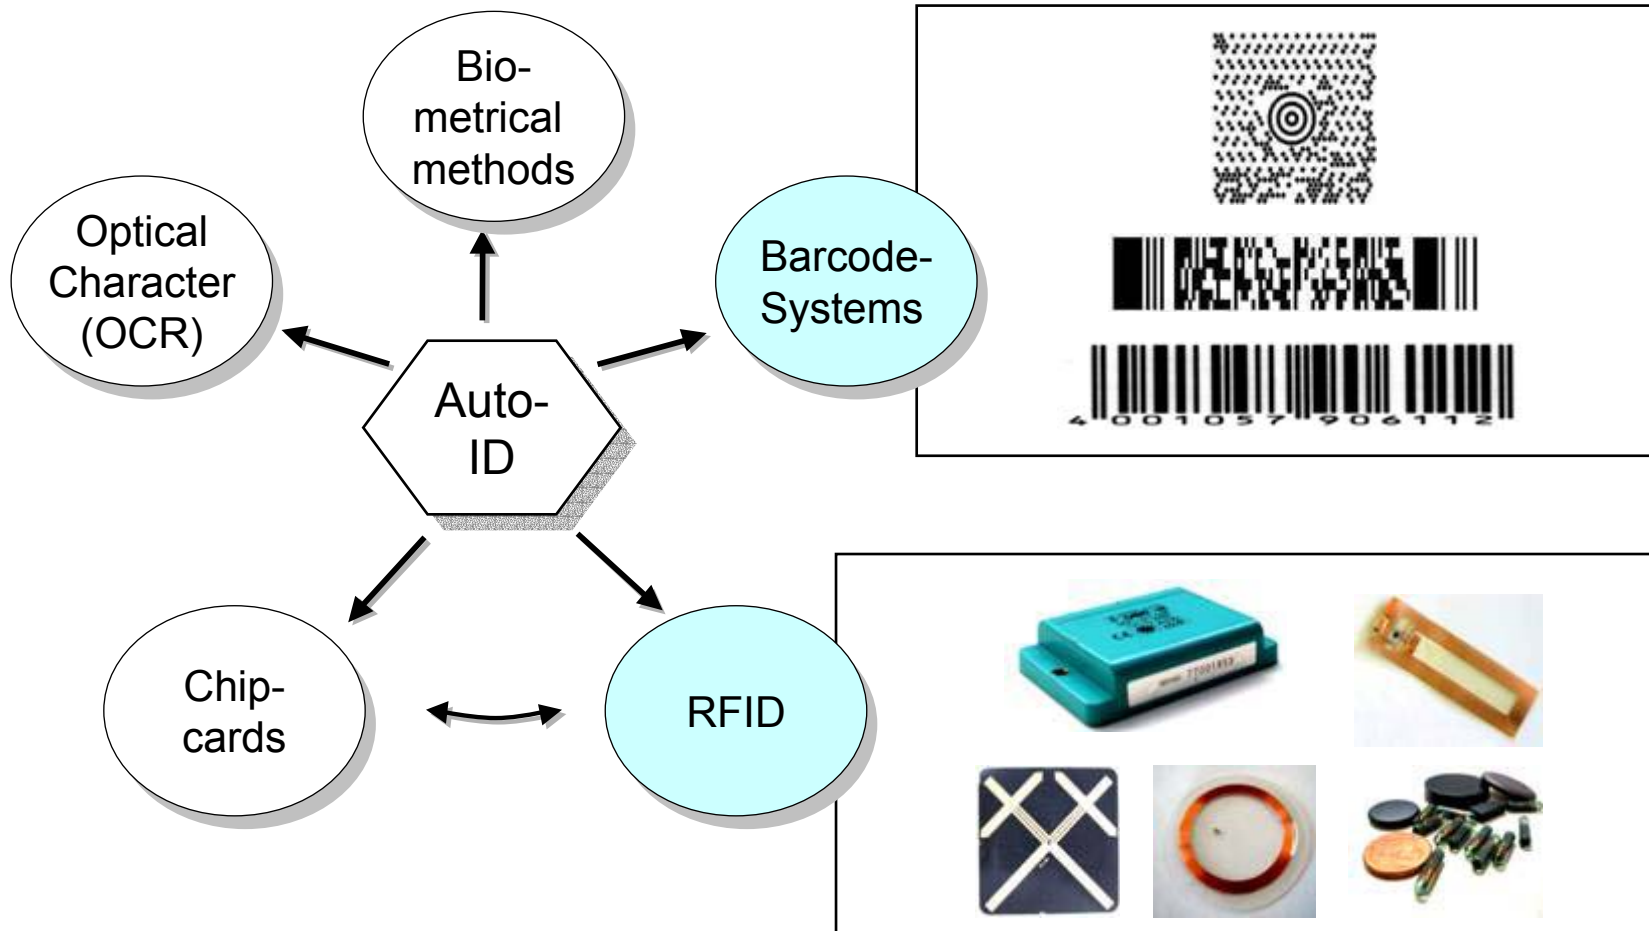 Bio-
metrical
methods
Optical
Character
(OCR)
Barcode-
Systems
Auto-
ID
4 001057 906112
Chip-
cards
RFID